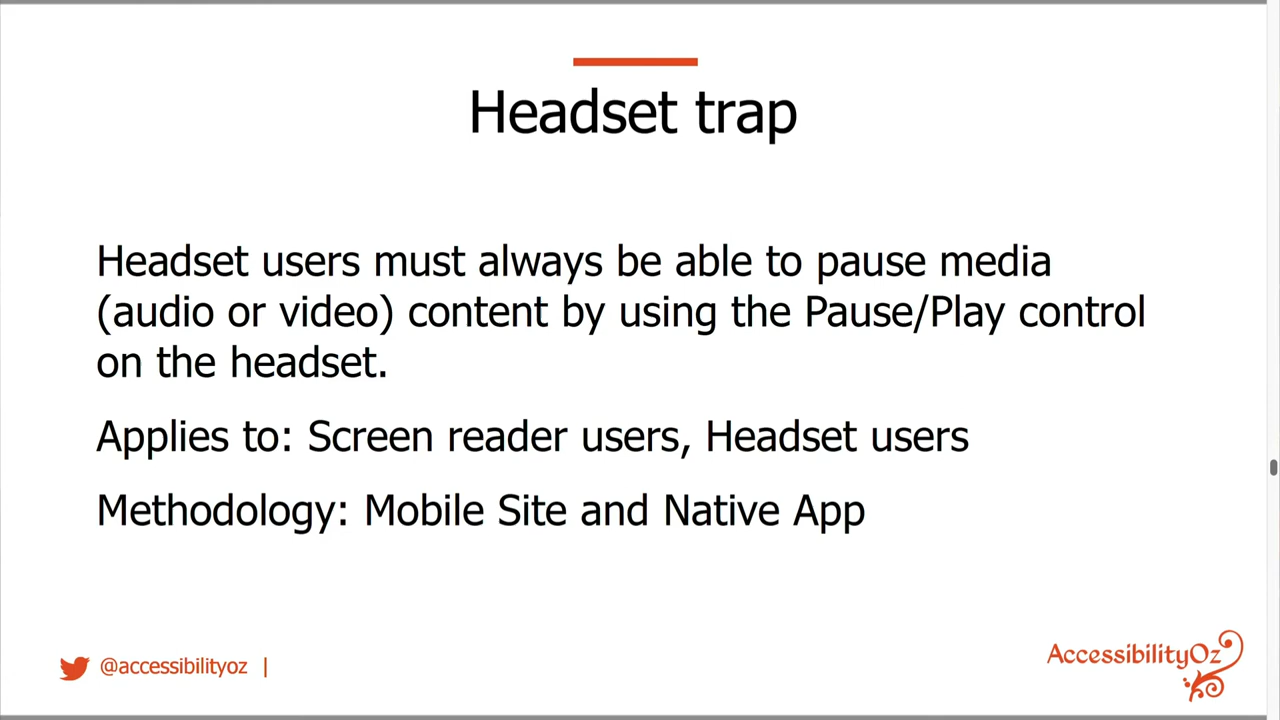 Headset trap
Headset users must always be able to pause media
(audio or video) content by using the Pause/Play control
on the headset.
Applies to: Screen reader users, Headset users
Methodology: Mobile Site and Native App
@accessibilityoz |
AccessibilityOz